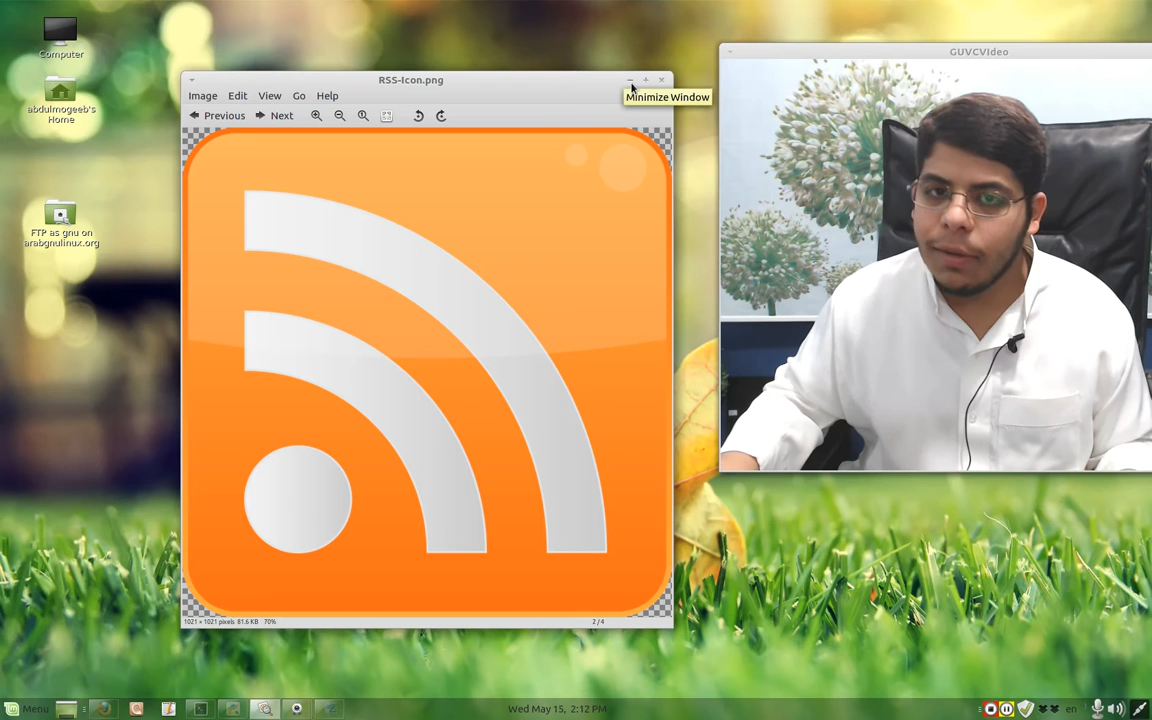 Computer
abdulmogeeb's
Home
FTP as gnu on
arabgnulinux.org
RSS-Icon.png
Minimize Window
Image Edit View Go Help
Previous Next
1021 × 1021 pixels 81.6 KB 70%
2 / 4
GUVCVIdeo
Menu
Wed May 15, 2:12 PM
en